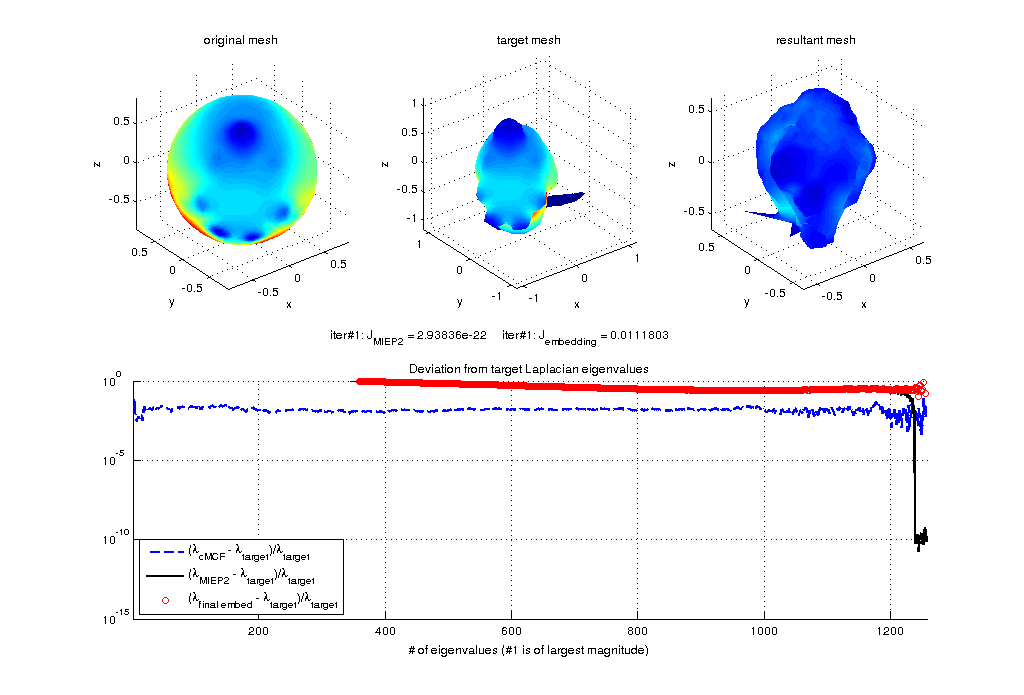 original mesh
target mesh
resultant mesh
0.5
0
-0.5
z
0.5
0
-0.5
y
-0.5
0
0.5
x
1
0.5
0
-0.5
-1
z
1
0
-1
y
-1
0
1
x
0.5
0
-0.5
z
0.5
0
-0.5
y
-0.5
0
0.5
x
iter#1: J_MIEP2 = 2.93836e-22 iter#1: J_embedding = 0.0111803
Deviation from target Laplacian eigenvalues
10^0
10^-5
10^-10
10^-15
(λ_cMCF - λ_target)/λ_target
(λ_MIEP2 - λ_target)/λ_target
(λ_final embed - λ_target)/λ_target
200
400
600
800
1000
1200
# of eigenvalues (#1 is of largest magnitude)